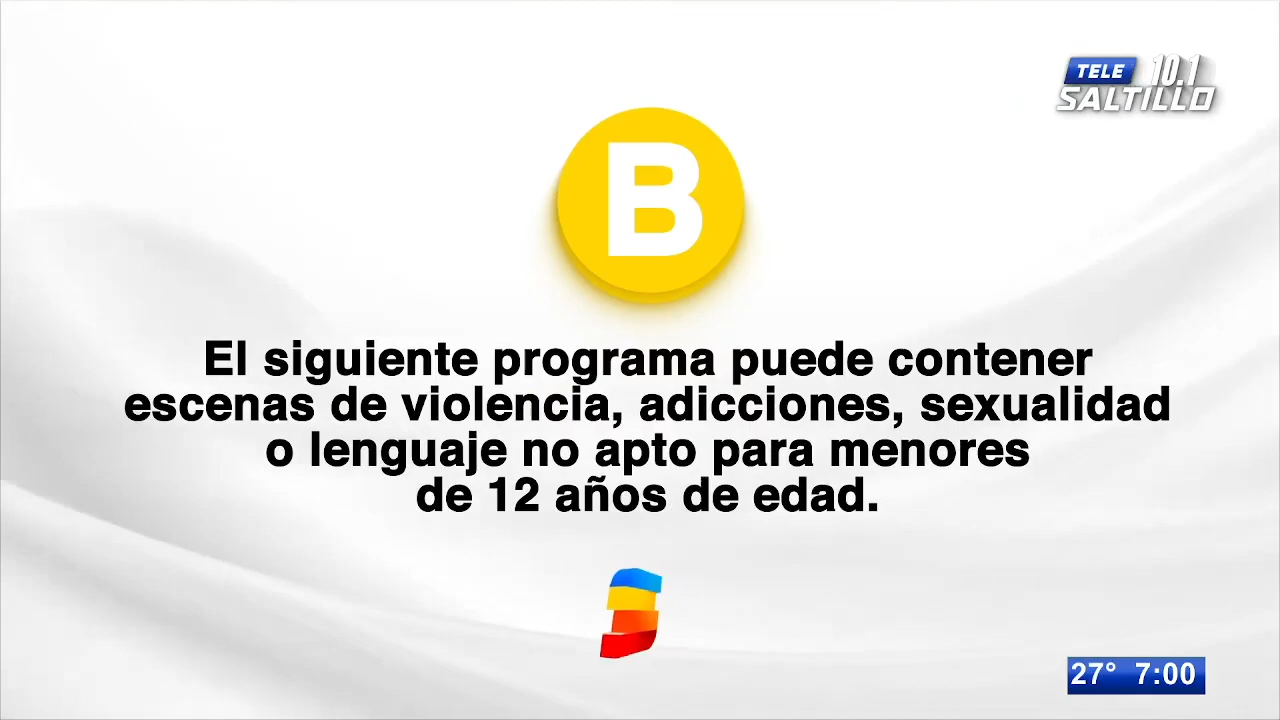 TELE 10.1
SALTILLO
B
El siguiente programa puede contener
escenas de violencia, adicciones, sexualidad
o lenguaje no apto para menores
de 12 años de edad.
S
27° 7:00